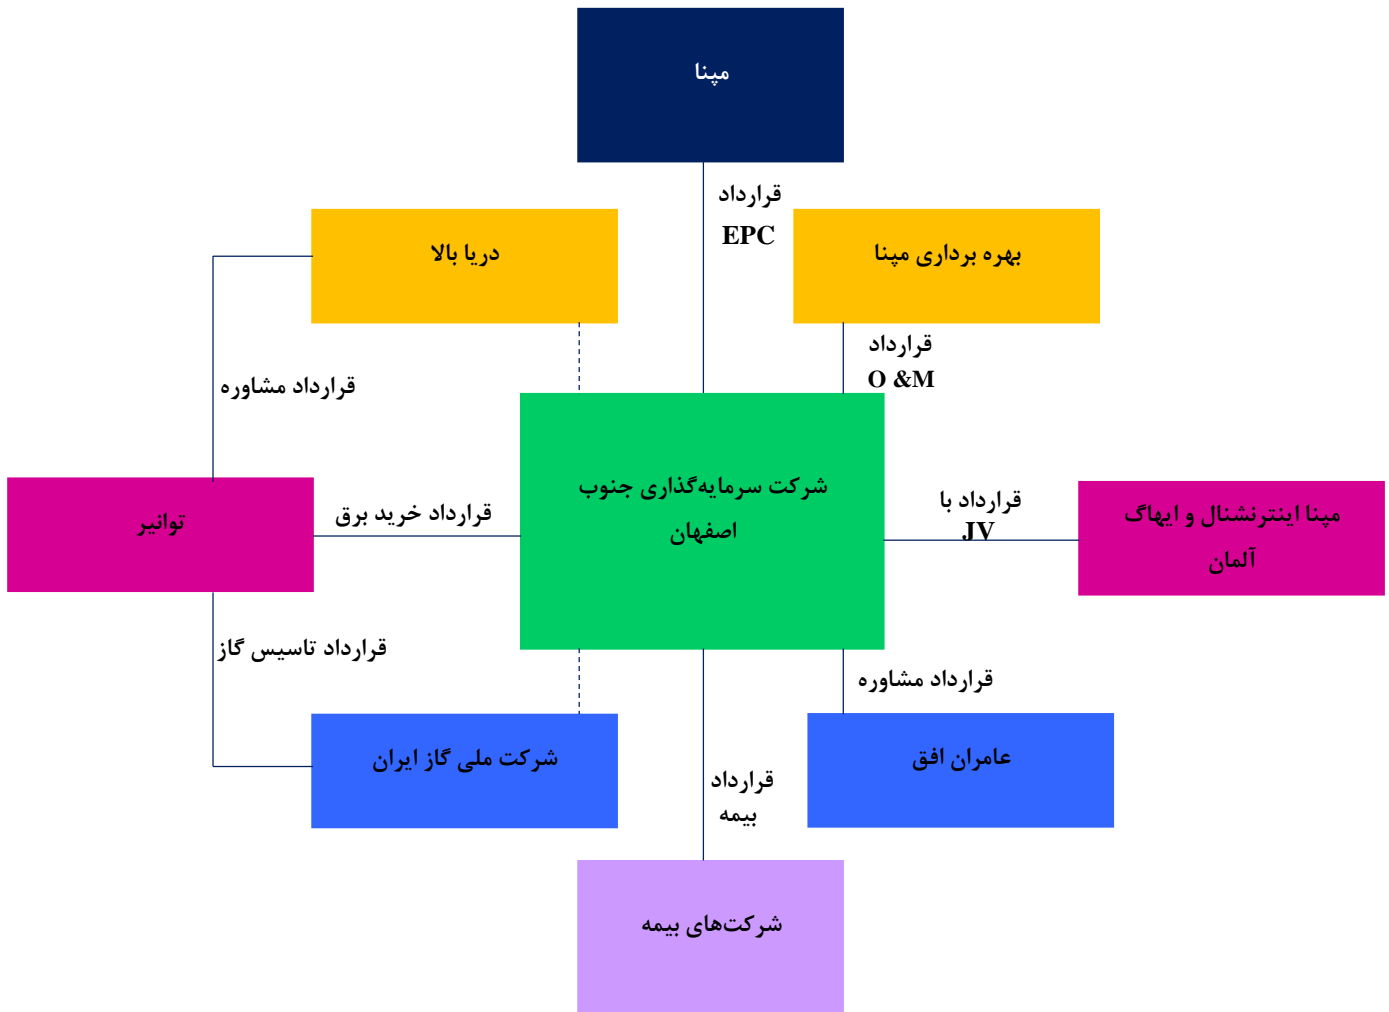 مپنا
قرارداد
EPC
بهره برداری مپنا
دریا بالا
قرارداد
O &M
قرارداد مشاوره
شرکت سرمایه‌گذاری جنوب
اصفهان
قرارداد با
JV
مپنا اینترنشنال و ایهاگ
آلمان
قرارداد خرید برق
توانیر
قرارداد تاسیس گاز
قرارداد مشاوره
عامران افق
شرکت ملی گاز ایران
قرارداد
بیمه
شرکت‌های بیمه